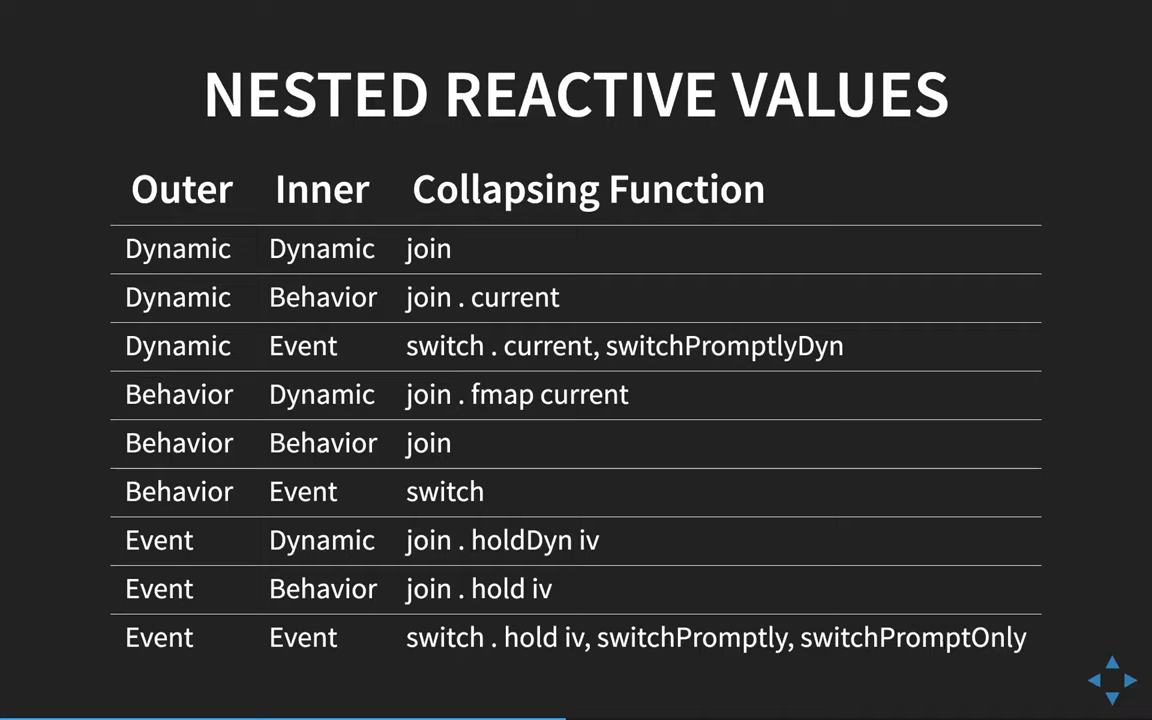 NESTED REACTIVE VALUES
Outer Inner Collapsing Function
Dynamic Dynamic join
Dynamic Behavior join . current
Dynamic Event switch . current, switchPromptlyDyn
Behavior Dynamic join . fmap current
Behavior Behavior join
Behavior Event switch
Event Dynamic join . holdDyn iv
Event Behavior join . hold iv
Event Event switch . hold iv, switchPromptly, switchPromptOnly